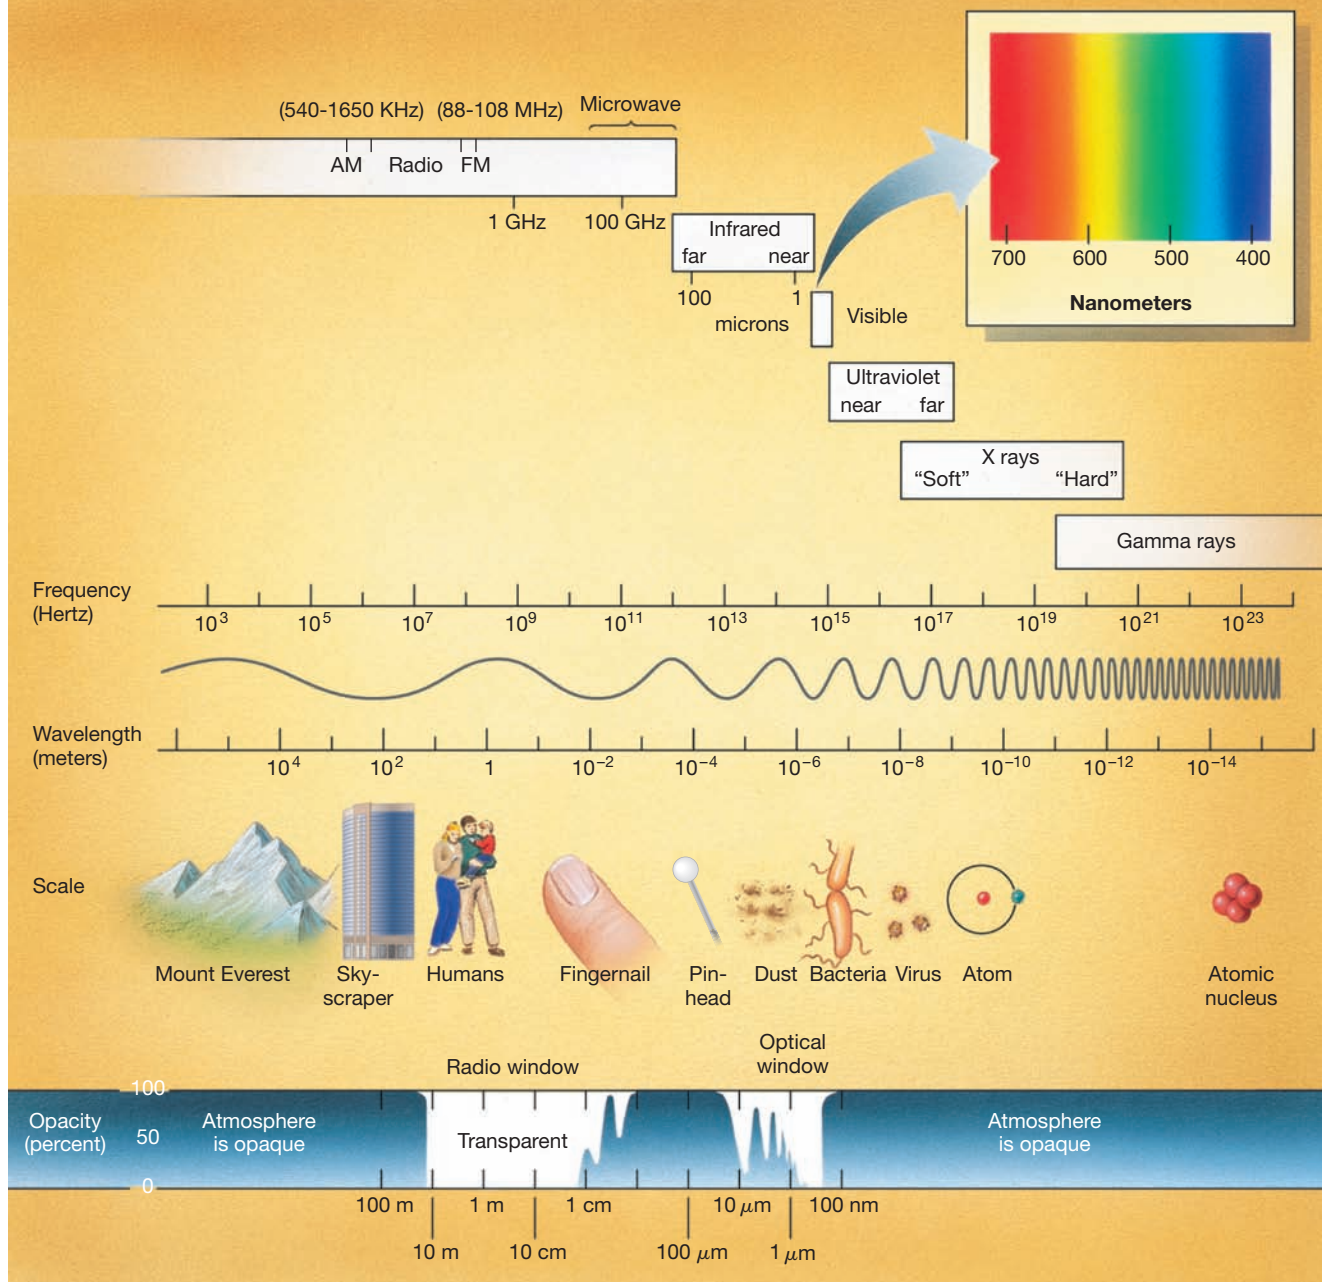 (540-1650 KHz) (88-108 MHz) Microwave
AM Radio FM
1 GHz 100 GHz
Infrared
far near
100 1
microns
Visible
700 600 500 400
Nanometers
Ultraviolet
near far
X rays
“Soft” “Hard”
Gamma rays
Frequency
(Hertz)
10³ 10⁵ 10⁷ 10⁹ 10¹¹ 10¹³ 10¹⁵ 10¹⁷ 10¹⁹ 10²¹ 10²³
Wavelength
(meters)
10⁴ 10² 1 10⁻² 10⁻⁴ 10⁻⁶ 10⁻⁸ 10⁻¹⁰ 10⁻¹² 10⁻¹⁴
Scale
Mount Everest
Sky-
scraper
Humans
Fingernail
Pin-
head
Dust
Bacteria
Virus
Atom
Atomic
nucleus
Radio window
Optical
window
Opacity
(percent)
100
50
0
Atmosphere
is opaque
Transparent
Atmosphere
is opaque
100 m 1 m 1 cm 10 μm 100 nm
10 m 10 cm 100 μm 1 μm